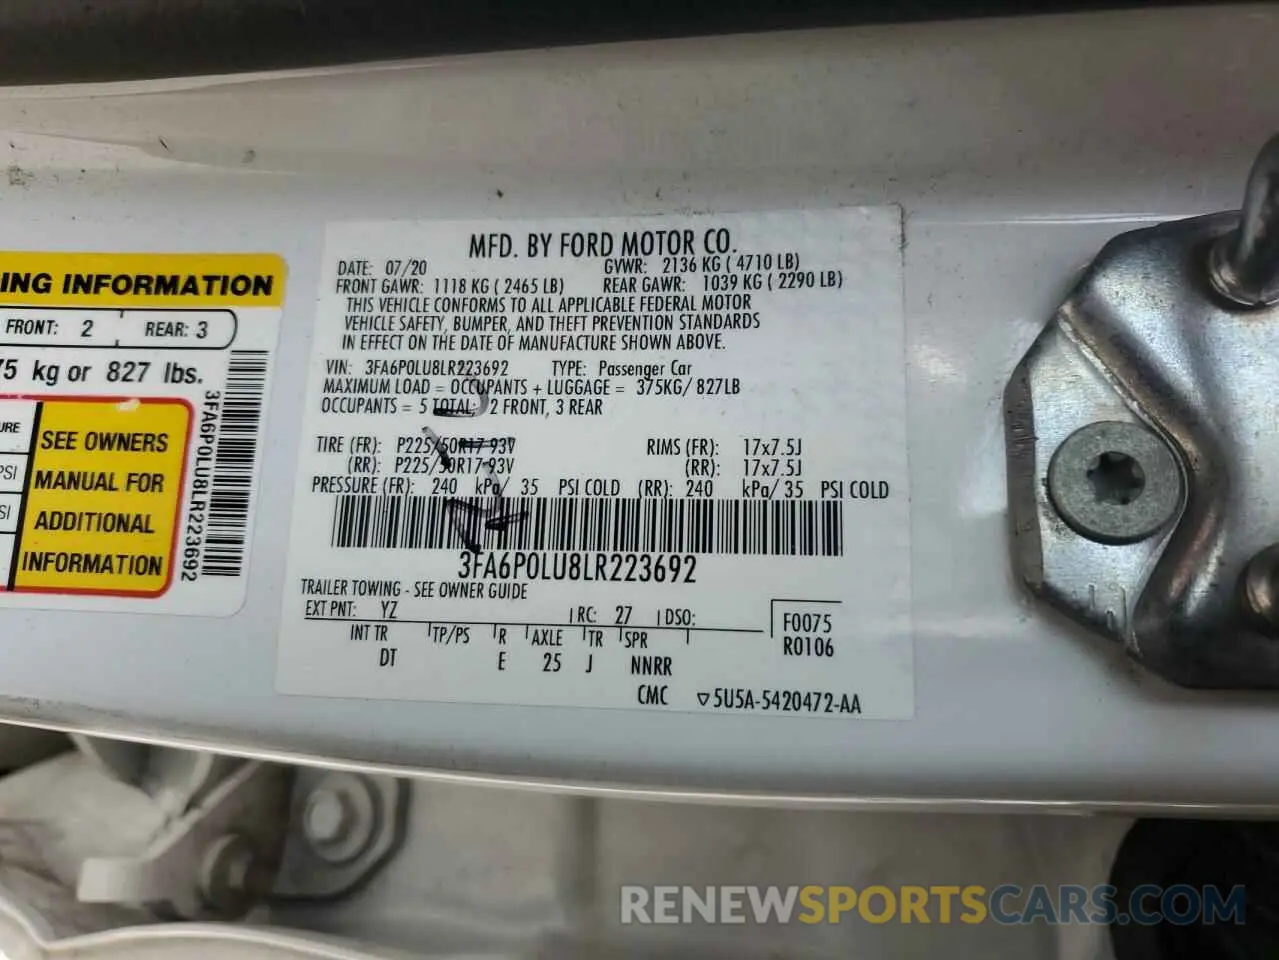 ING INFORMATION
FRONT: 2 REAR: 3
75 kg or 827 lbs.
URE
PSI
SI
SEE OWNERS
MANUAL FOR
ADDITIONAL
INFORMATION
3FA6P0LU8LR223692
MFD. BY FORD MOTOR CO.
DATE: 07/20 GVWR: 2136 KG ( 4710 LB)
FRONT GAWR: 1118 KG ( 2465 LB) REAR GAWR: 1039 KG ( 2290 LB)
THIS VEHICLE CONFORMS TO ALL APPLICABLE FEDERAL MOTOR
VEHICLE SAFETY, BUMPER, AND THEFT PREVENTION STANDARDS
IN EFFECT ON THE DATE OF MANUFACTURE SHOWN ABOVE.
VIN: 3FA6P0LU8LR223692 TYPE: Passenger Car
MAXIMUM LOAD = OCCUPANTS + LUGGAGE = 375KG/ 827LB
OCCUPANTS = 5 TOTAL; 2 FRONT, 3 REAR
TIRE (FR): P225/50R17 93V RIMS (FR): 17x7.5J
(RR): P225/50R17 93V (RR): 17x7.5J
PRESSURE (FR): 240 kPa/ 35 PSI COLD (RR): 240 kPa/ 35 PSI COLD
3FA6P0LU8LR223692
TRAILER TOWING - SEE OWNER GUIDE
EXT PNT: YZ RC: 27 DSO:
INT TR TP/PS R AXLE TR SPR
DT E 25 J NNRR
F0075
R0106
CMC ▽5U5A-5420472-AA
RENEWSPORTSCARS.COM